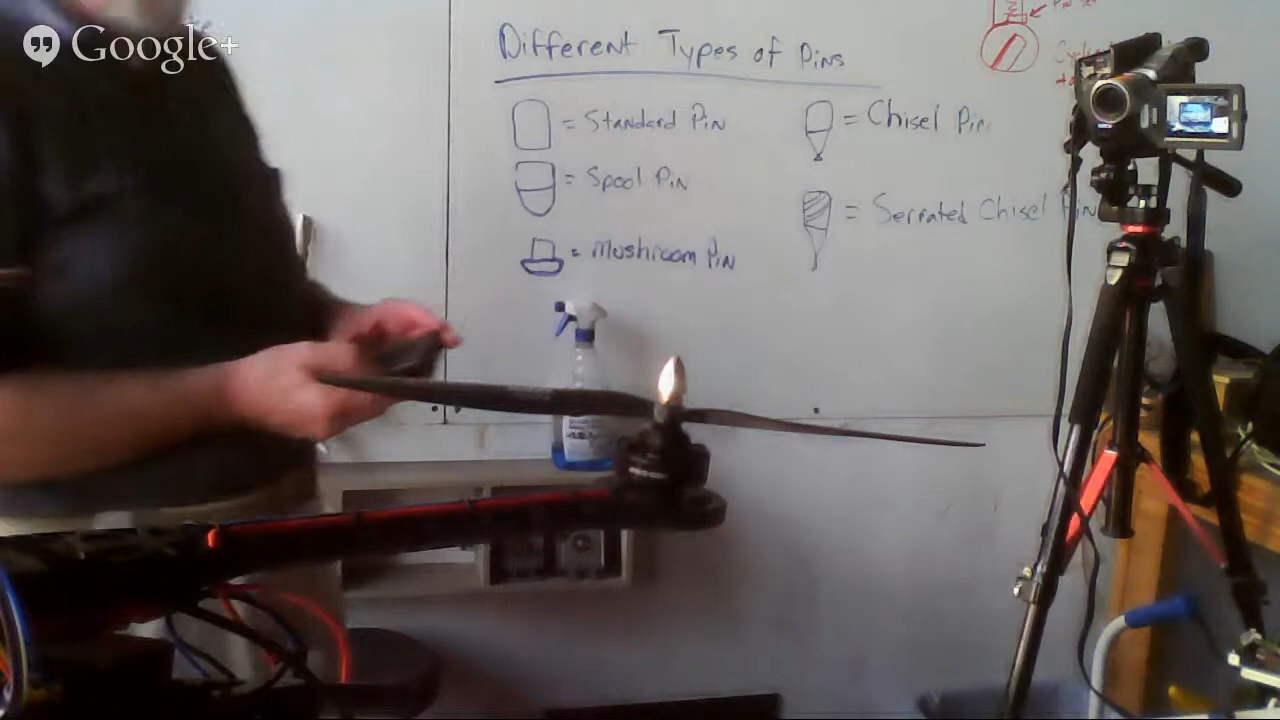 Google+
Different Types of Pins
= Standard Pin
= Spool Pin
= Mushroom Pin
= Chisel Pin
= Serrated Chisel Pin